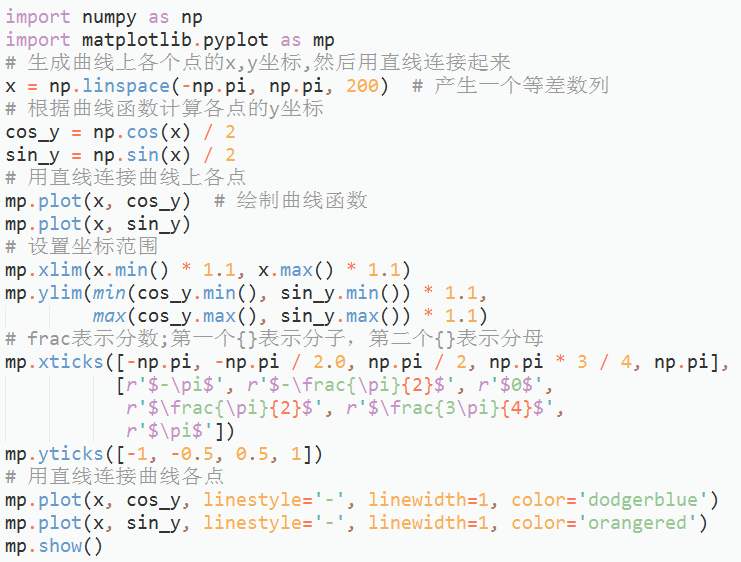 import numpy as np
import matplotlib.pyplot as mp
# 生成曲线上各个点的x,y坐标,然后用直线连接起来
x = np.linspace(-np.pi, np.pi, 200)  # 产生一个等差数列
# 根据曲线函数计算各点的y坐标
cos_y = np.cos(x) / 2
sin_y = np.sin(x) / 2
# 用直线连接曲线上各点
mp.plot(x, cos_y)  # 绘制曲线函数
mp.plot(x, sin_y)
# 设置坐标范围
mp.xlim(x.min() * 1.1, x.max() * 1.1)
mp.ylim(min(cos_y.min(), sin_y.min()) * 1.1,
        max(cos_y.max(), sin_y.max()) * 1.1)
# frac表示分数;第一个{}表示分子，第二个{}表示分母
mp.xticks([-np.pi, -np.pi / 2.0, np.pi / 2, np.pi * 3 / 4, np.pi],
          [r'$-\pi$', r'$-\frac{\pi}{2}$', r'$0$',
           r'$\frac{\pi}{2}$', r'$\frac{3\pi}{4}$',
           r'$\pi$'])
mp.yticks([-1, -0.5, 0.5, 1])
# 用直线连接曲线各点
mp.plot(x, cos_y, linestyle='-', linewidth=1, color='dodgerblue')
mp.plot(x, sin_y, linestyle='-', linewidth=1, color='orangered')
mp.show()